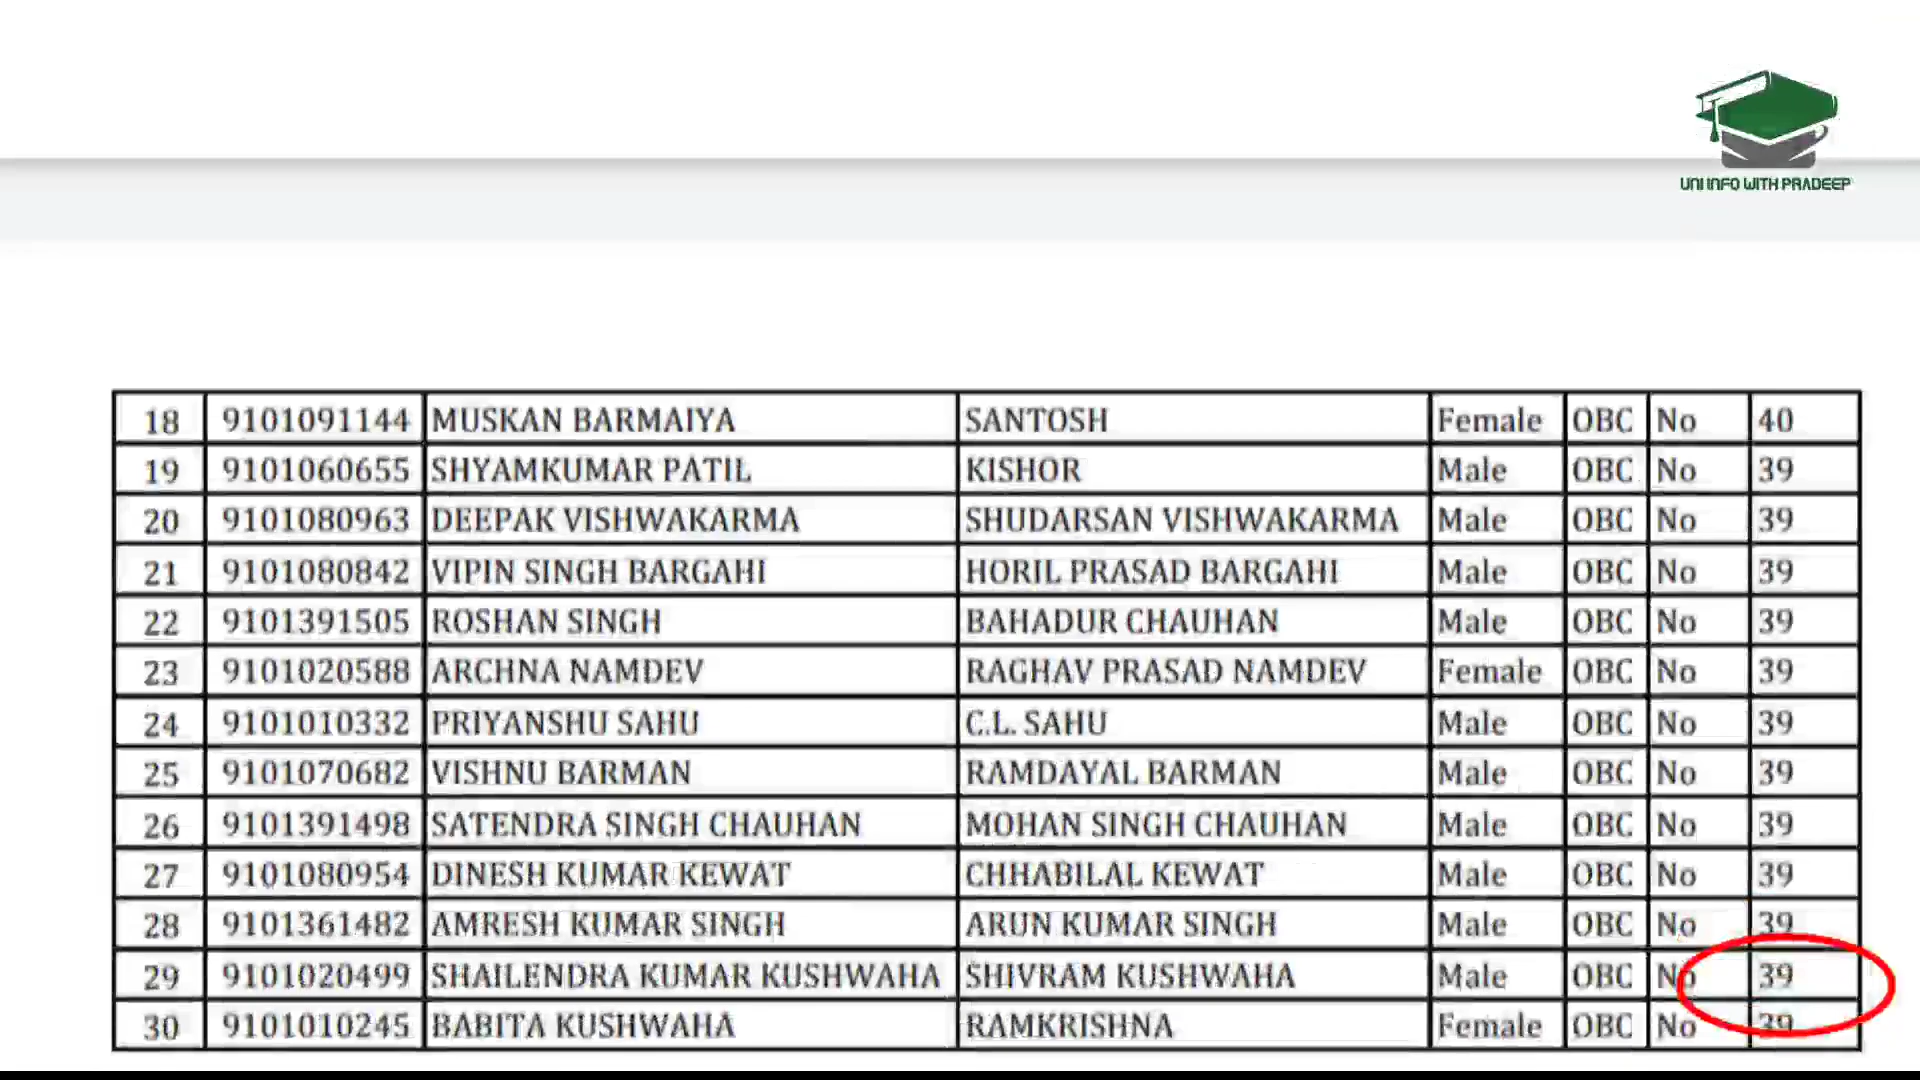 UNI INFO WITH PRADEEP
18 9101091144 MUSKAN BARMAIYA SANTOSH Female OBC No 40
19 9101060655 SHYAMKUMAR PATIL KISHOR Male OBC No 39
20 9101080963 DEEPAK VISHWAKARMA SHUDARSAN VISHWAKARMA Male OBC No 39
21 9101080842 VIPIN SINGH BARGAHI HORIL PRASAD BARGAHI Male OBC No 39
22 9101391505 ROSHAN SINGH BAHADUR CHAUHAN Male OBC No 39
23 9101020588 ARCHNA NAMDEV RAGHAV PRASAD NAMDEV Female OBC No 39
24 9101010332 PRIYANSHU SAHU C.L. SAHU Male OBC No 39
25 9101070682 VISHNU BARMAN RAMDAYAL BARMAN Male OBC No 39
26 9101391498 SATENDRA SINGH CHAUHAN MOHAN SINGH CHAUHAN Male OBC No 39
27 9101080954 DINESH KUMAR KEWAT CHHABILAL KEWAT Male OBC No 39
28 9101361482 AMRESH KUMAR SINGH ARUN KUMAR SINGH Male OBC No 39
29 9101020499 SHAILENDRA KUMAR KUSHWAHA SHIVRAM KUSHWAHA Male OBC No 39
30 9101010245 BABITA KUSHWAHA RAMKRISHNA Female OBC No 39